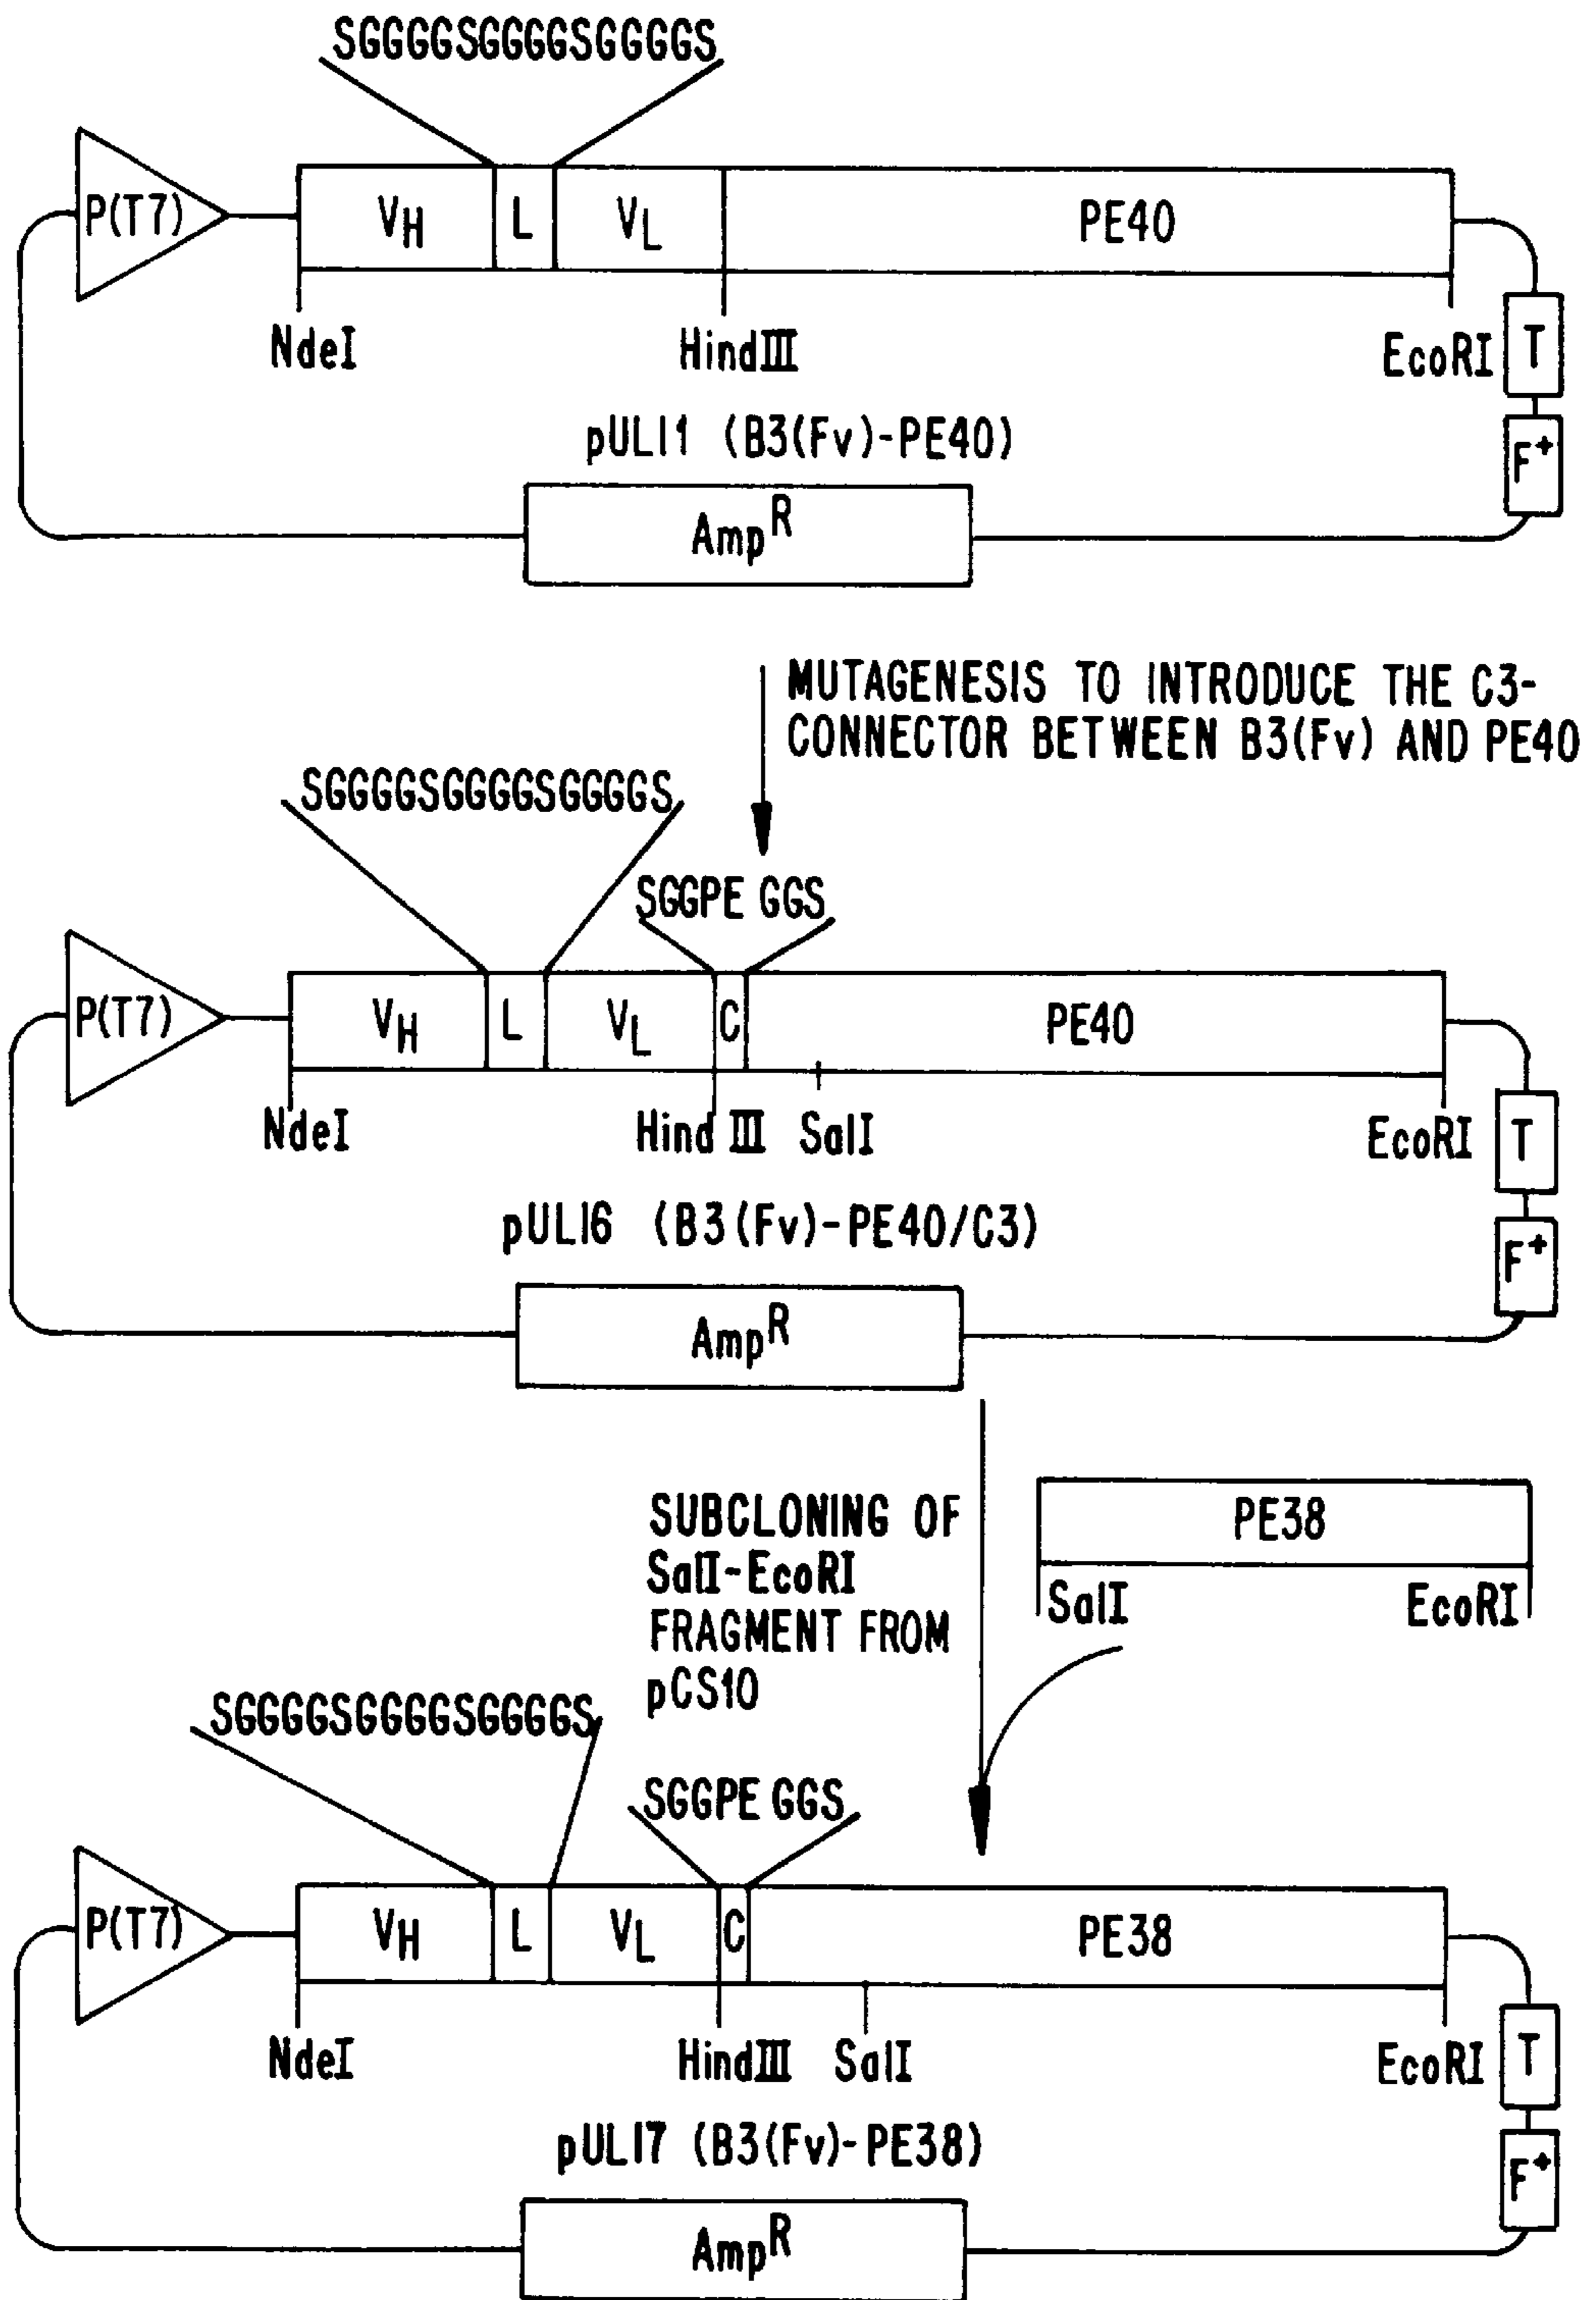 SGGGGSGGGGSGGGGS
P(T7) VH L VL PE40
NdeI HindIII EcoRI T
pULI1 (B3(Fv)-PE40) F+
AmpR
MUTAGENESIS TO INTRODUCE THE C3-
CONNECTOR BETWEEN B3(Fv) AND PE40
SGGGGSGGGGSGGGGS
SGGPE GGS
P(T7) VH L VL C PE40
NdeI Hind III SalI EcoRI T
pULI6 (B3(Fv)-PE40/C3) F+
AmpR
SUBCLONING OF
SalI-EcoRI
FRAGMENT FROM
pCS10
PE38
SalI EcoRI
SGGGGSGGGGSGGGGS
SGGPE GGS
P(T7) VH L VL C PE38
NdeI HindIII SalI EcoRI T
pULI7 (B3(Fv)-PE38) F+
AmpR